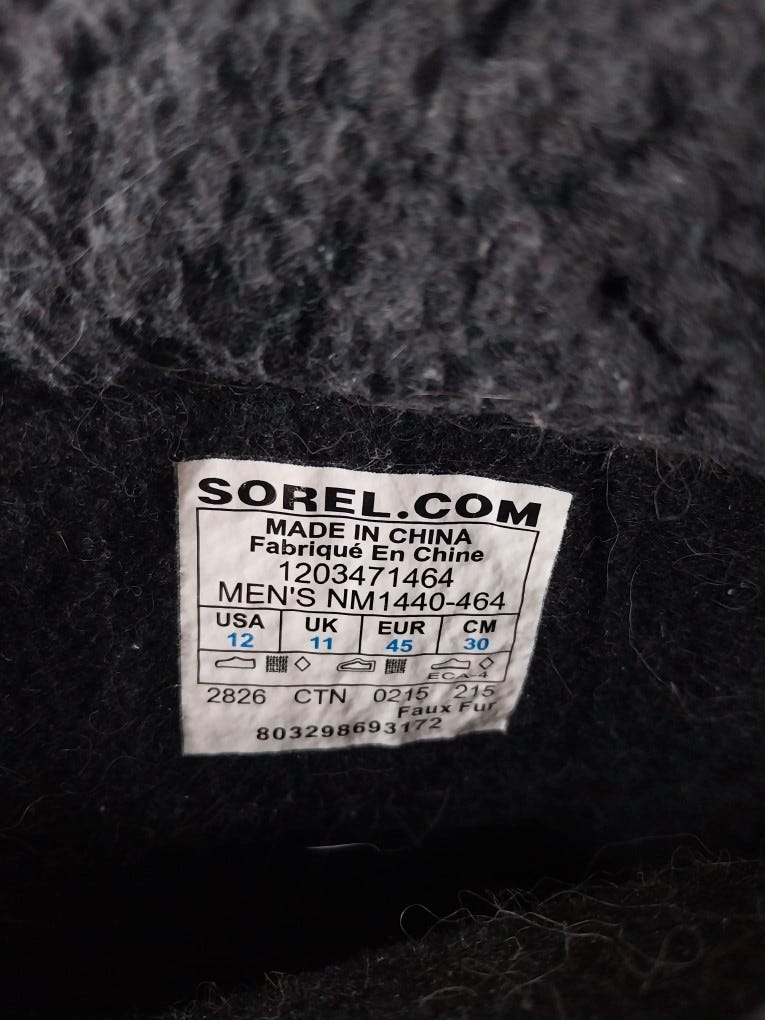 SOREL.COM
MADE IN CHINA
Fabriqué En Chine
1203471464
MEN'S NM1440-464
USA UK EUR CM
12 11 45 30
ECA-4
2826 CTN 0215 215
Faux Fur
803298693172